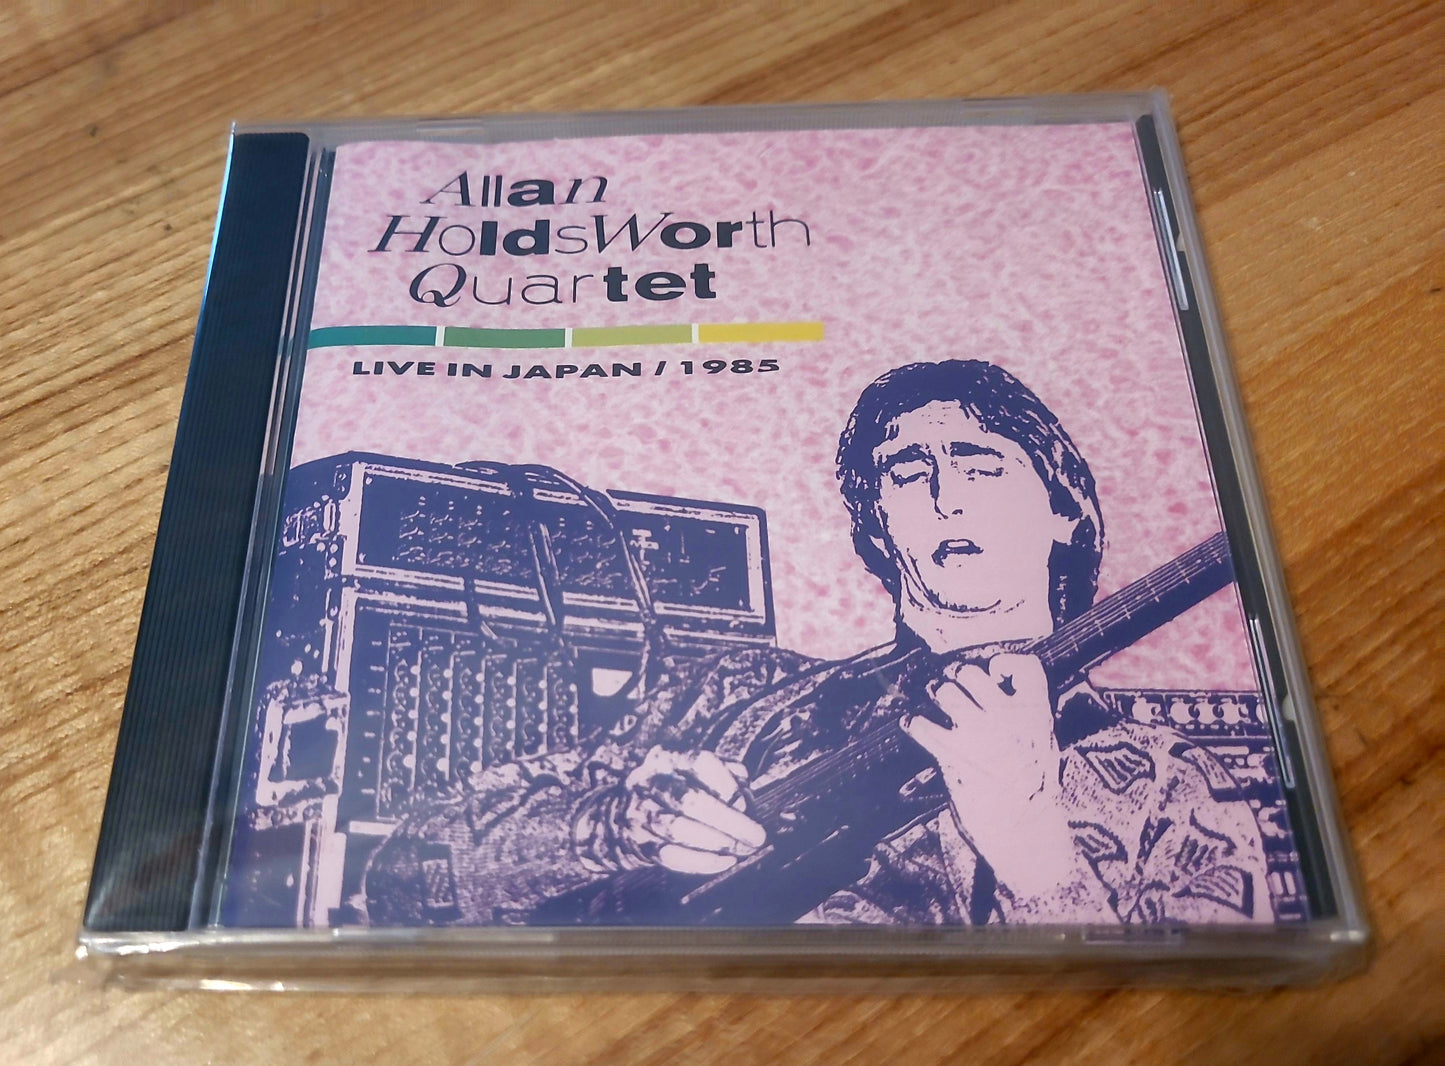 Allan
HoldsWorth
Quartet
LIVE IN JAPAN / 1985